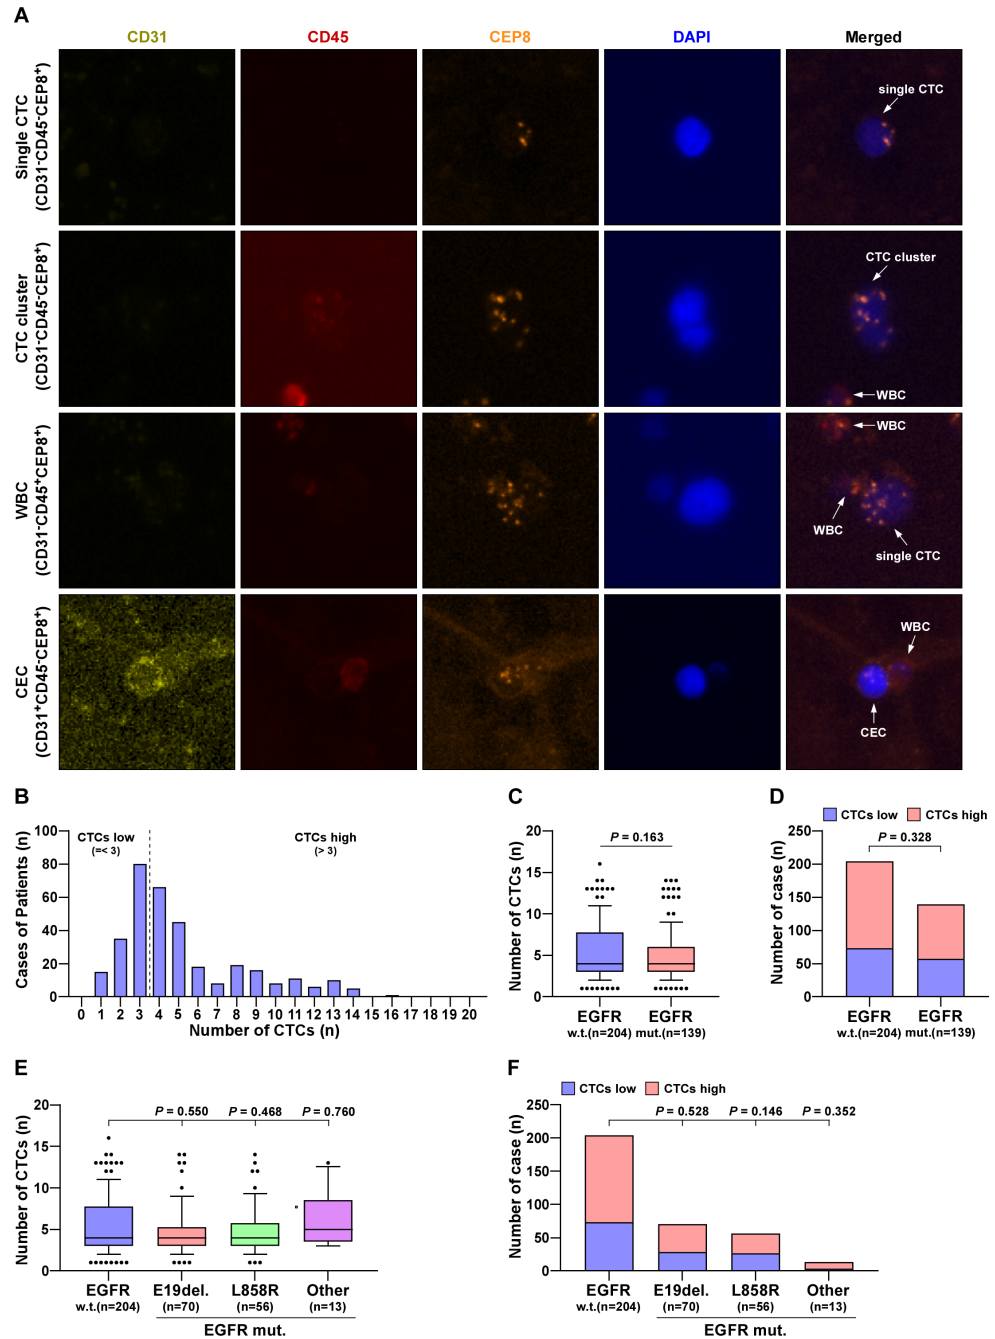 A
CD31 CD45 CEP8 DAPI Merged
Single CTC
(CD31-CD45-CEP8+)
single CTC
CTC cluster
(CD31-CD45-CEP8+)
CTC cluster
WBC
WBC
(CD31-CD45+CEP8+)
WBC
WBC
single CTC
CEC
(CD31+CD45-CEP8+)
WBC
CEC
B
Cases of Patients (n)
100
80
60
40
20
0
CTCs low
(=< 3)
CTCs high
(> 3)
0 1 2 3 4 5 6 7 8 9 10 11 12 13 14 15 16 17 18 19 20
Number of CTCs (n)
C
Number of CTCs (n)
20
15
10
5
0
P = 0.163
EGFR EGFR
w.t.(n=204) mut.(n=139)
D
CTCs low CTCs high
Number of case (n)
250
200
150
100
50
0
P = 0.328
EGFR EGFR
w.t.(n=204) mut.(n=139)
E
Number of CTCs (n)
20
15
10
5
0
P = 0.550 P = 0.468 P = 0.760
EGFR E19del. L858R Other
w.t.(n=204) (n=70) (n=56) (n=13)
EGFR mut.
F
CTCs low CTCs high
Number of case (n)
250
200
150
100
50
0
P = 0.528 P = 0.146 P = 0.352
EGFR E19del. L858R Other
w.t.(n=204) (n=70) (n=56) (n=13)
EGFR mut.